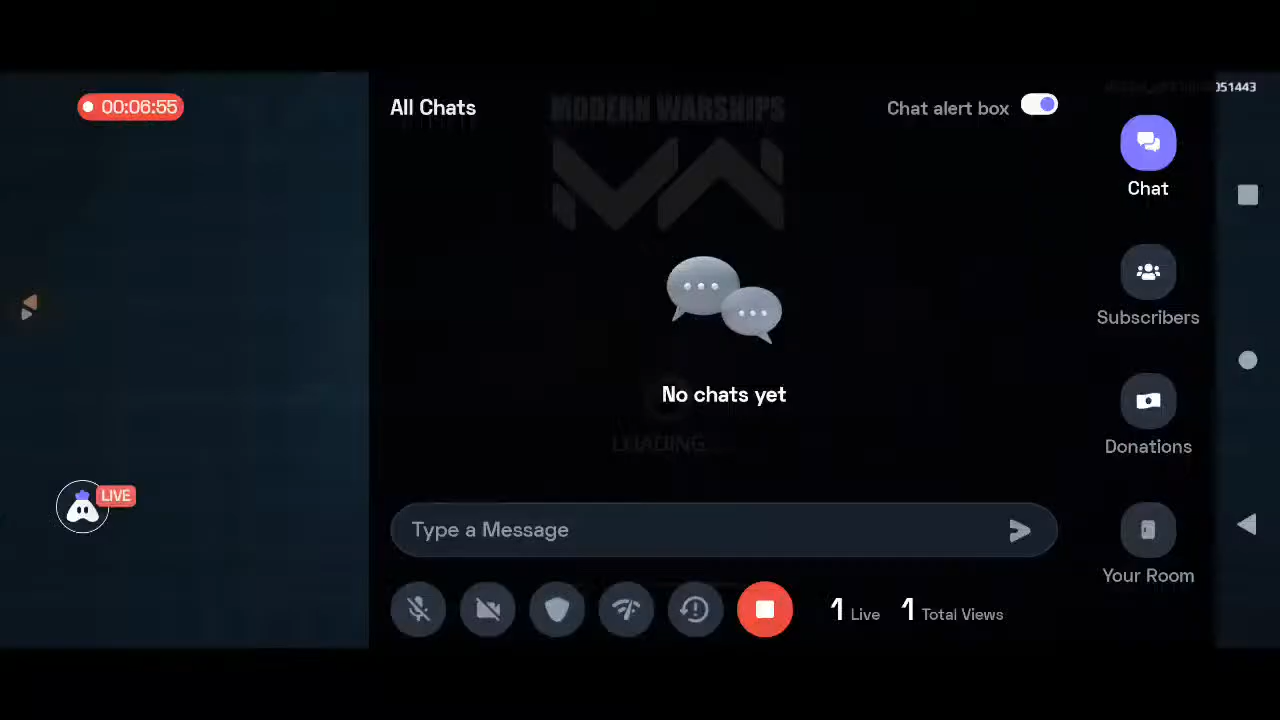 00:06:55
All Chats
MODERN WARSHIPS
Chat alert box
051443
Chat
Subscribers
No chats yet
LOADING...
Donations
LIVE
Type a Message
Your Room
1 Live 1 Total Views